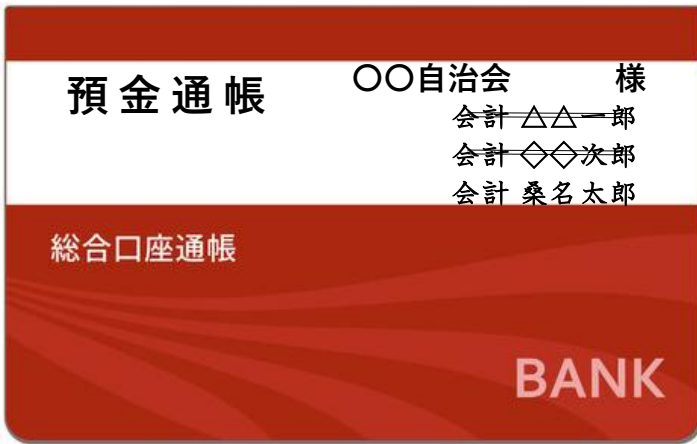 預金通帳
〇〇自治会 様
会計 △△一郎
会計 ◇◇次郎
会計 桑名太郎
総合口座通帳
BANK